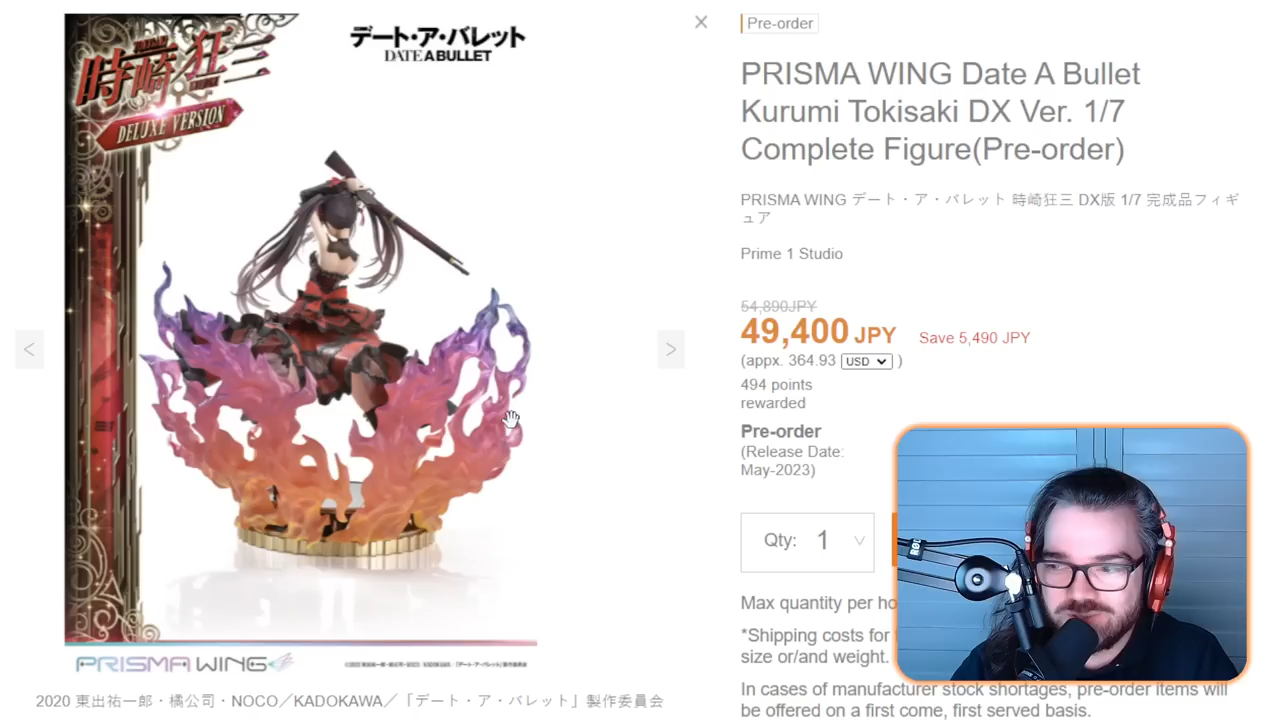 時崎狂三
DELUXE VERSION
デート・ア・バレット
DATE A BULLET
PRISMA WING
2020 東出祐一郎・橘公司・NOCO／KADOKAWA／「デート・ア・バレット」製作委員会
Pre-order
PRISMA WING Date A Bullet
Kurumi Tokisaki DX Ver. 1/7
Complete Figure(Pre-order)
PRISMA WING デート・ア・バレット 時崎狂三 DX版 1/7 完成品フィギ
ュア
Prime 1 Studio
54,890JPY
49,400 JPY Save 5,490 JPY
(appx. 364.93 USD )
494 points
rewarded
Pre-order
(Release Date:
May-2023)
Qty: 1
Max quantity per ho
*Shipping costs for
size or/and weight.
In cases of manufacturer stock shortages, pre-order items will
be offered on a first come, first served basis.